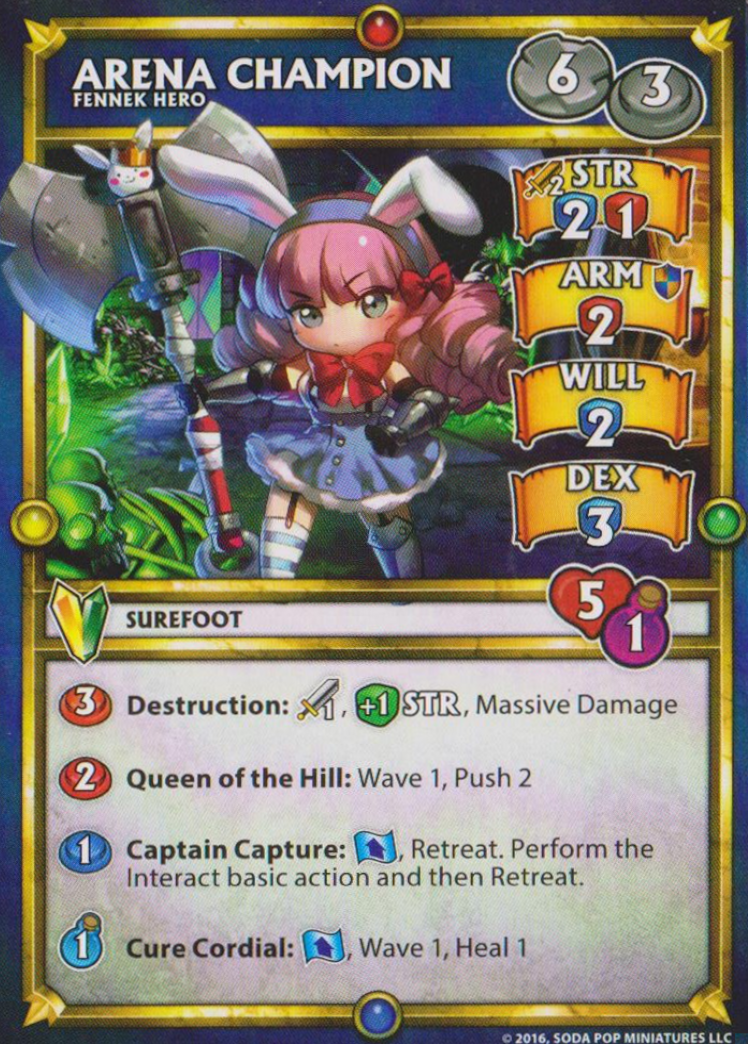 ARENA CHAMPION
FENNEK HERO
6 3
2 STR
2 1
ARM
2
WILL
2
DEX
3
SUREFOOT
5 1
3 Destruction: 1, +1 STR, Massive Damage
2 Queen of the Hill: Wave 1, Push 2
1 Captain Capture: , Retreat. Perform the
Interact basic action and then Retreat.
1 Cure Cordial: , Wave 1, Heal 1
© 2016, SODA POP MINIATURES LLC